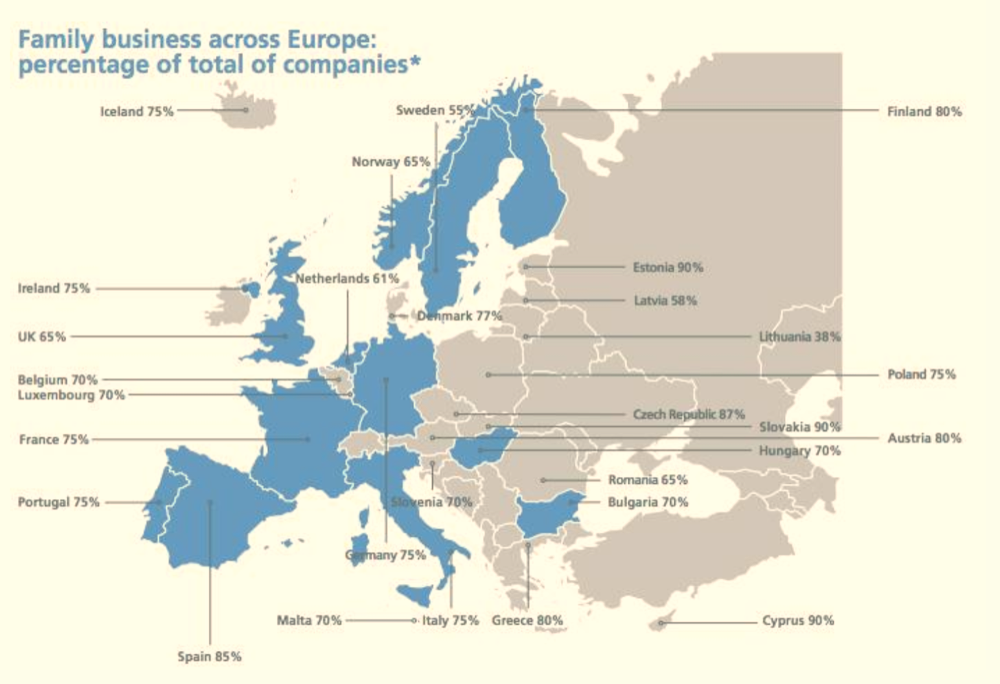 Family business across Europe:
percentage of total of companies*
Iceland 75%
Sweden 55%
Finland 80%
Norway 65%
Estonia 90%
Netherlands 61%
Ireland 75%
Latvia 58%
Denmark 77%
UK 65%
Lithuania 38%
Poland 75%
Belgium 70%
Luxembourg 70%
Czech Republic 87%
Slovakia 90%
France 75%
Austria 80%
Hungary 70%
Romania 65%
Portugal 75%
Slovenia 70%
Bulgaria 70%
Germany 75%
Malta 70%
Italy 75%
Greece 80%
Cyprus 90%
Spain 85%